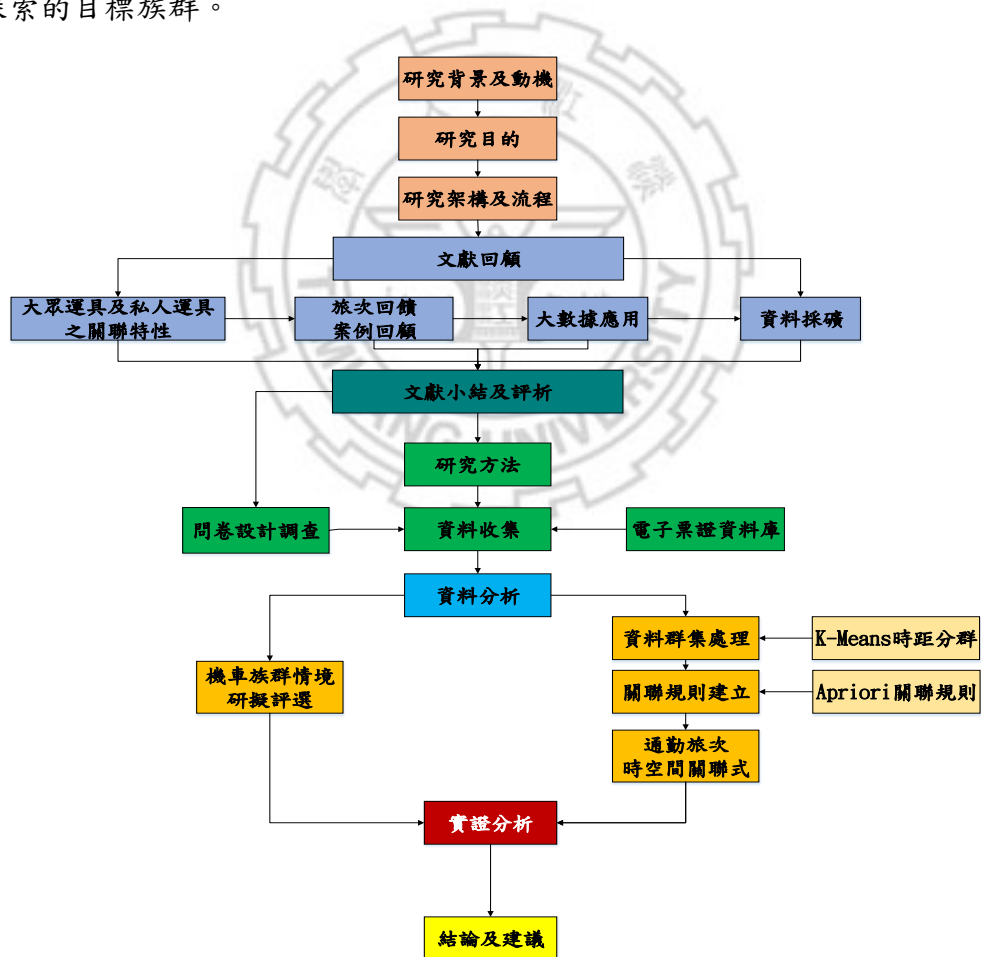 探索的目標族群。
研究背景及動機
研究目的
研究架構及流程
文獻回顧
大眾運具及私人運具
之關聯特性
旅次回饋
案例回顧
大數據應用
資料採礦
文獻小結及評析
研究方法
問卷設計調查
資料收集
電子票證資料庫
資料分析
資料群集處理
K-Means時距分群
機車族群情境
研擬評選
關聯規則建立
Apriori關聯規則
通勤旅次
時空間關聯式
實證分析
結論及建議